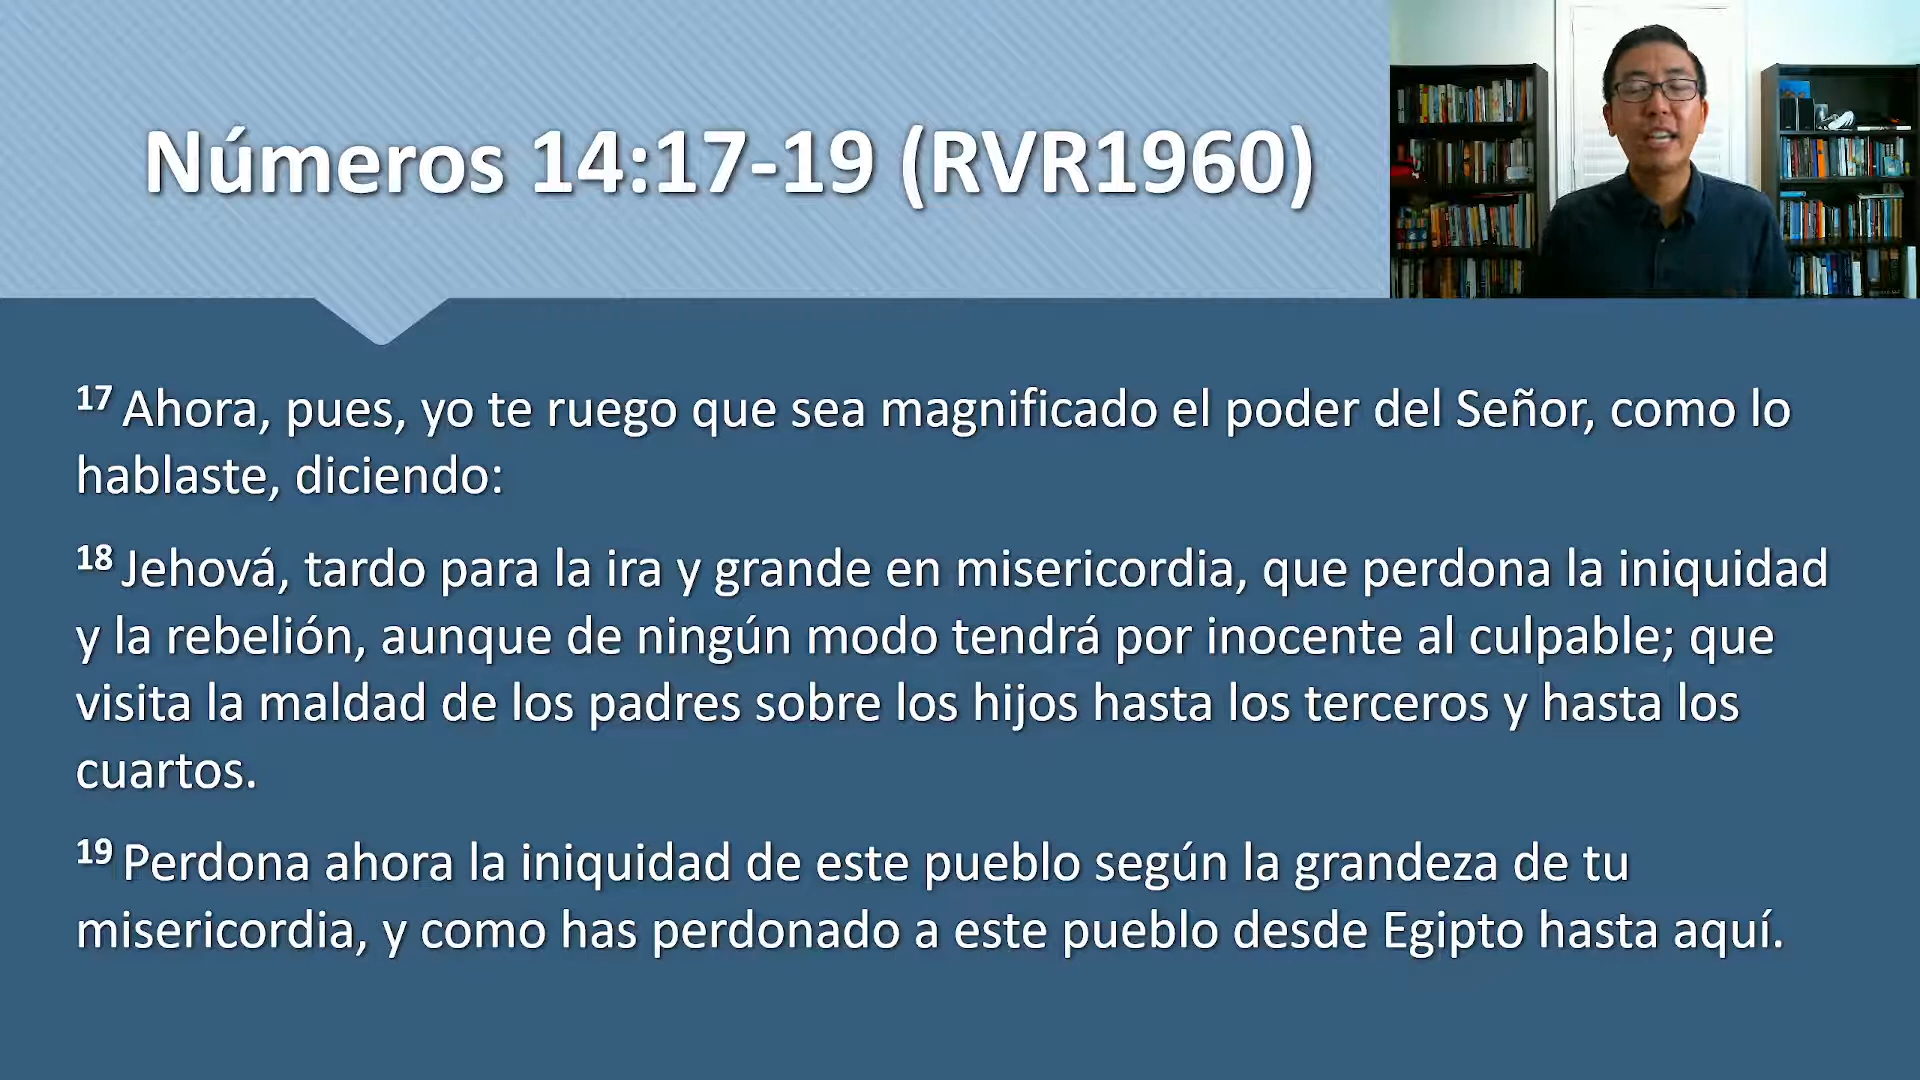 Números 14:17-19 (RVR1960)
17 Ahora, pues, yo te ruego que sea magnificado el poder del Señor, como lo
hablaste, diciendo:
18 Jehová, tardo para la ira y grande en misericordia, que perdona la iniquidad
y la rebelión, aunque de ningún modo tendrá por inocente al culpable; que
visita la maldad de los padres sobre los hijos hasta los terceros y hasta los
cuartos.
19 Perdona ahora la iniquidad de este pueblo según la grandeza de tu
misericordia, y como has perdonado a este pueblo desde Egipto hasta aquí.